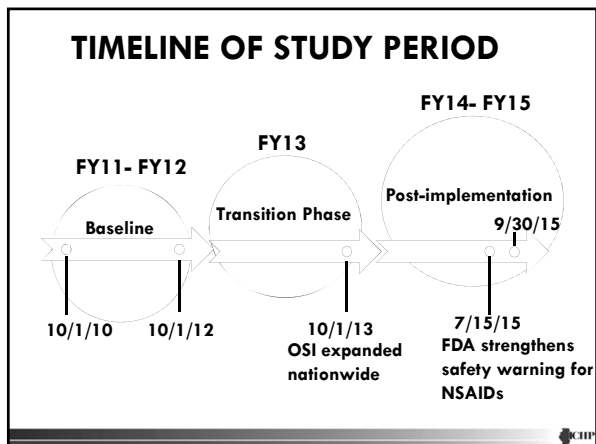 TIMELINE OF STUDY PERIOD
FY11- FY12
Baseline
10/1/10
10/1/12
FY13
Transition Phase
10/1/13
OSI expanded
nationwide
FY14- FY15
Post-implementation
9/30/15
7/15/15
FDA strengthens
safety warning for
NSAIDs
ICHP